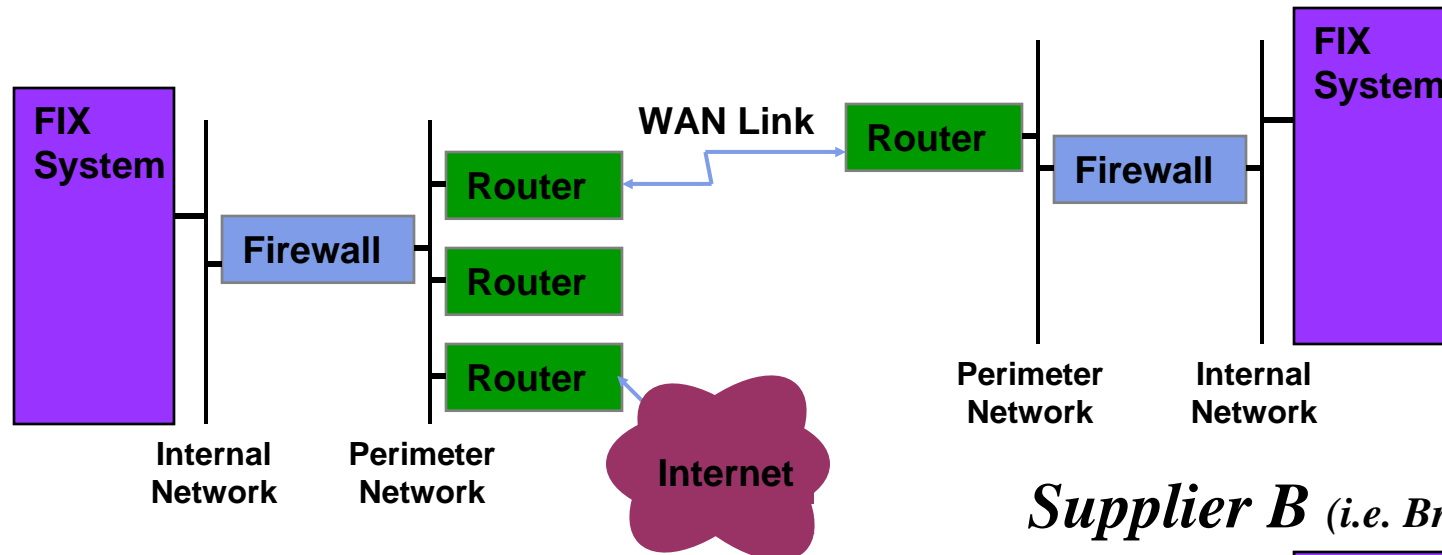 FIX
System
FIX
System
WAN Link
Router
Router
Firewall
Firewall
Router
Router
Internet
Internal
Network
Perimeter
Network
Perimeter
Network
Internal
Network
Supplier B (i.e. Br